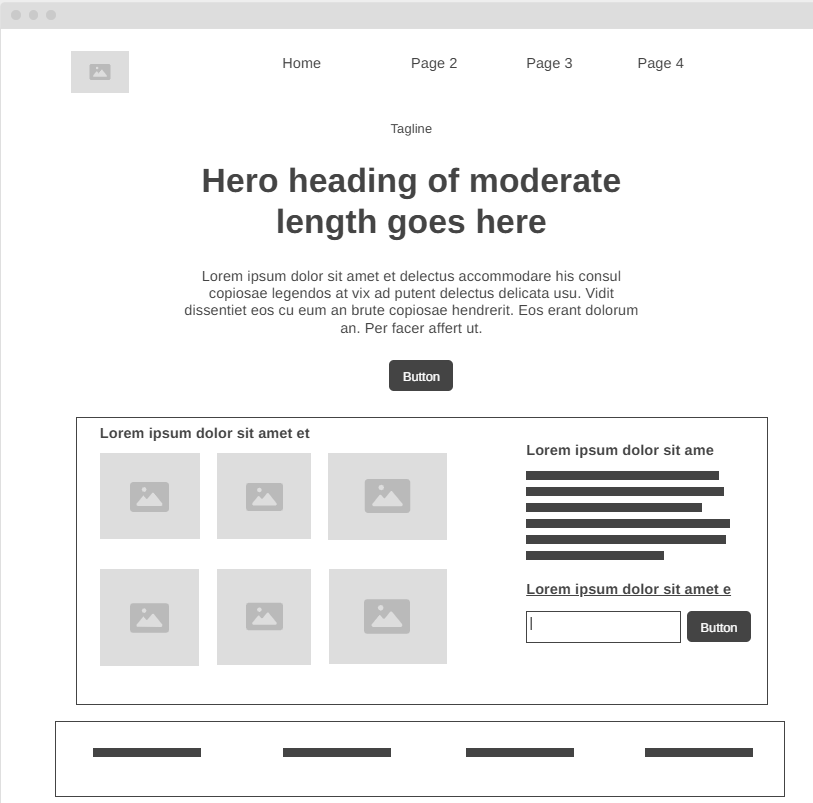 Home
Page 2
Page 3
Page 4
Tagline
Hero heading of moderate
length goes here
Lorem ipsum dolor sit amet et delectus accommodare his consul
copiosae legendos at vix ad putent delectus delicata usu. Vidit
dissentiet eos cu eum an brute copiosae hendrerit. Eos erant dolorum
an. Per facer affert ut.
Button
Lorem ipsum dolor sit amet et
Lorem ipsum dolor sit ame
Lorem ipsum dolor sit amet e
Button